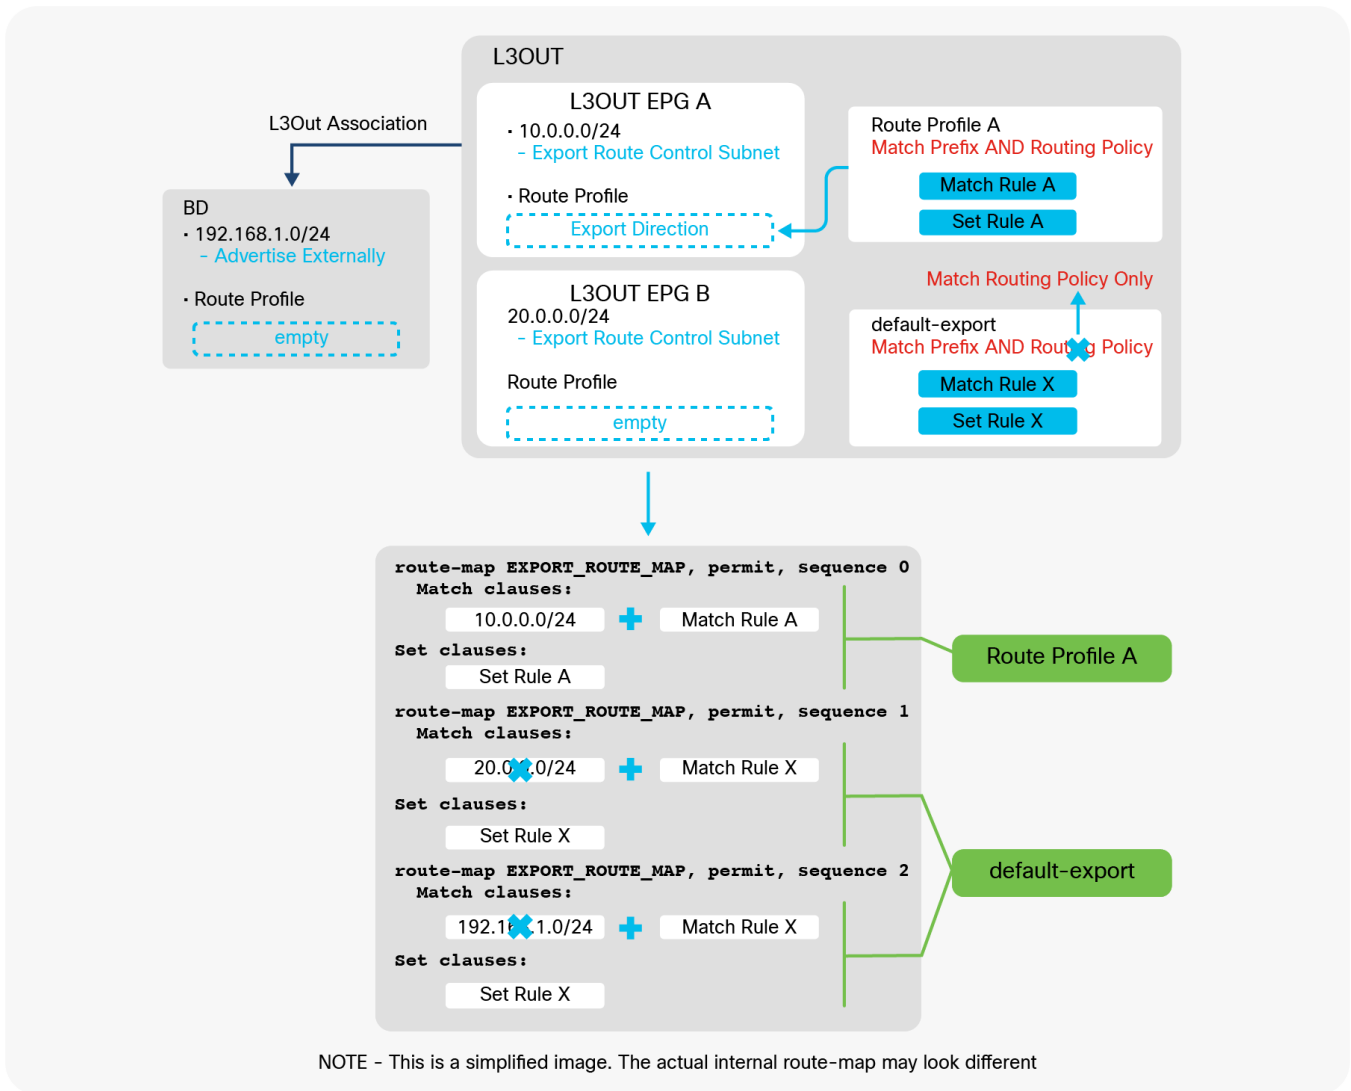 L3OUT
L3OUT EPG A
· 10.0.0.0/24
- Export Route Control Subnet
· Route Profile
Export Direction
L3OUT EPG B
20.0.0.0/24
- Export Route Control Subnet
Route Profile
empty
Route Profile A
Match Prefix AND Routing Policy
Match Rule A
Set Rule A
Match Routing Policy Only
default-export
Match Prefix AND Routing Policy
Match Rule X
Set Rule X
L3Out Association
BD
· 192.168.1.0/24
- Advertise Externally
· Route Profile
empty
route-map EXPORT_ROUTE_MAP, permit, sequence 0
Match clauses:
10.0.0.0/24 + Match Rule A
Set clauses:
Set Rule A
Route Profile A
route-map EXPORT_ROUTE_MAP, permit, sequence 1
Match clauses:
20.0.0.0/24 + Match Rule X
Set clauses:
Set Rule X
route-map EXPORT_ROUTE_MAP, permit, sequence 2
Match clauses:
192.168.1.0/24 + Match Rule X
Set clauses:
Set Rule X
default-export
NOTE - This is a simplified image. The actual internal route-map may look different